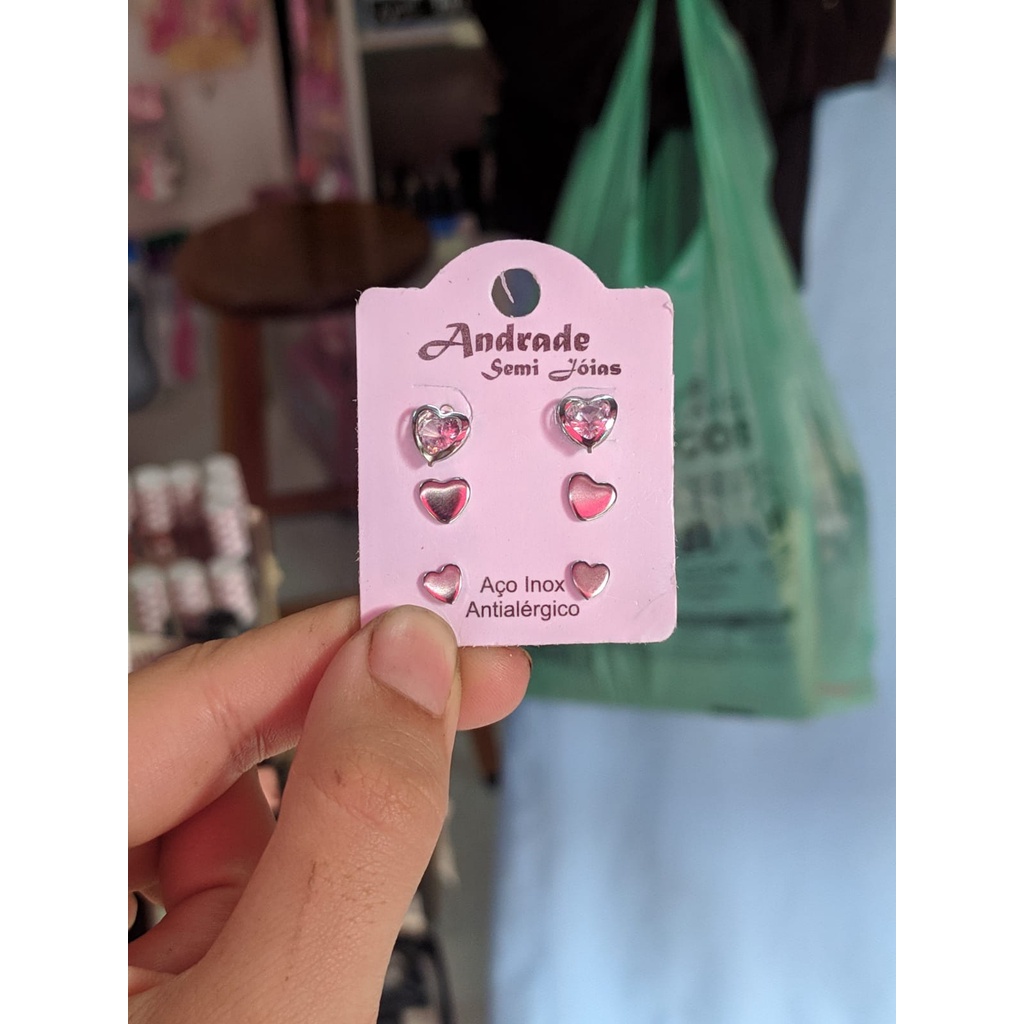 Andrade
Semi Jóias
Aço Inox
Antialérgico